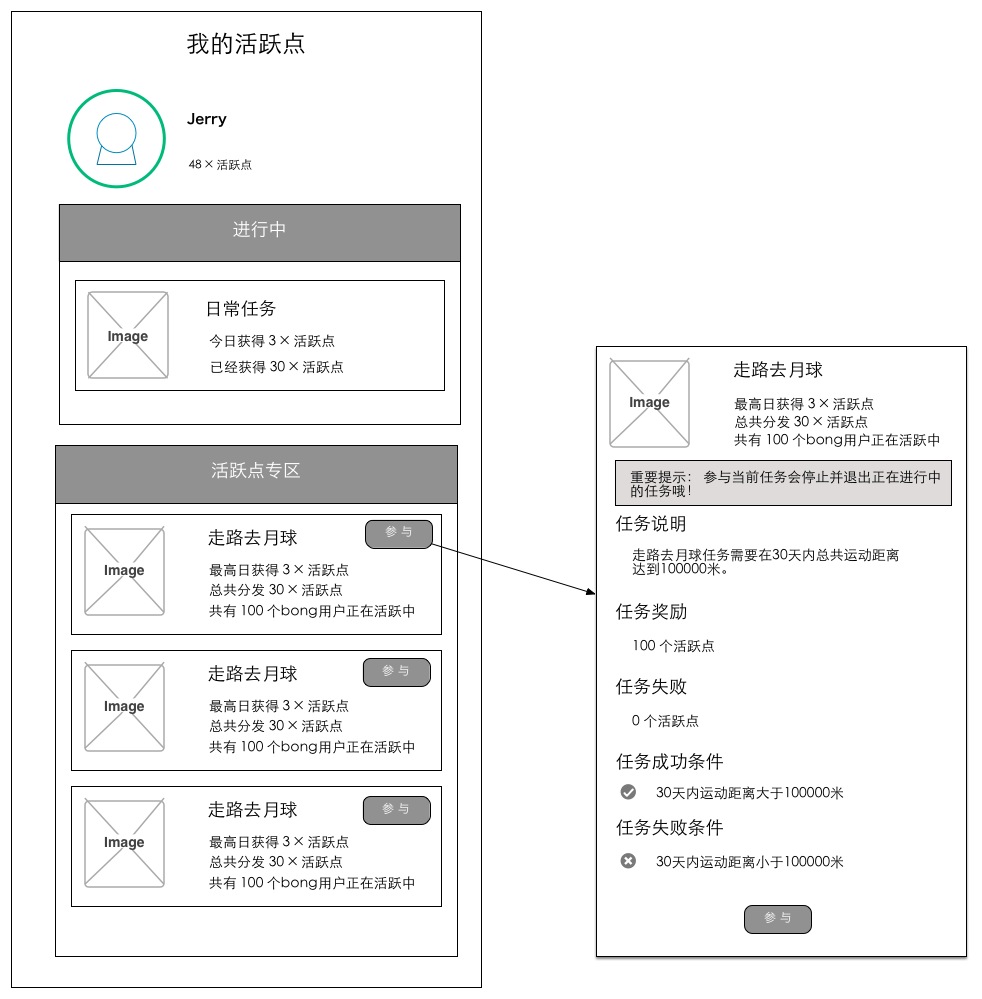 我的活跃点
Jerry
48 × 活跃点
进行中
Image
日常任务
今日获得 3 × 活跃点
已经获得 30 × 活跃点
活跃点专区
Image
走路去月球
参与
最高日获得 3 × 活跃点
总共分发 30 × 活跃点
共有 100 个bong用户正在活跃中
Image
走路去月球
参与
最高日获得 3 × 活跃点
总共分发 30 × 活跃点
共有 100 个bong用户正在活跃中
Image
走路去月球
参与
最高日获得 3 × 活跃点
总共分发 30 × 活跃点
共有 100 个bong用户正在活跃中
Image
走路去月球
最高日获得 3 × 活跃点
总共分发 30 × 活跃点
共有 100 个bong用户正在活跃中
重要提示： 参与当前任务会停止并退出正在进行中
的任务哦！
任务说明
走路去月球任务需要在30天内总共运动距离
达到100000米。
任务奖励
100 个活跃点
任务失败
0 个活跃点
任务成功条件
30天内运动距离大于100000米
任务失败条件
30天内运动距离小于100000米
参与